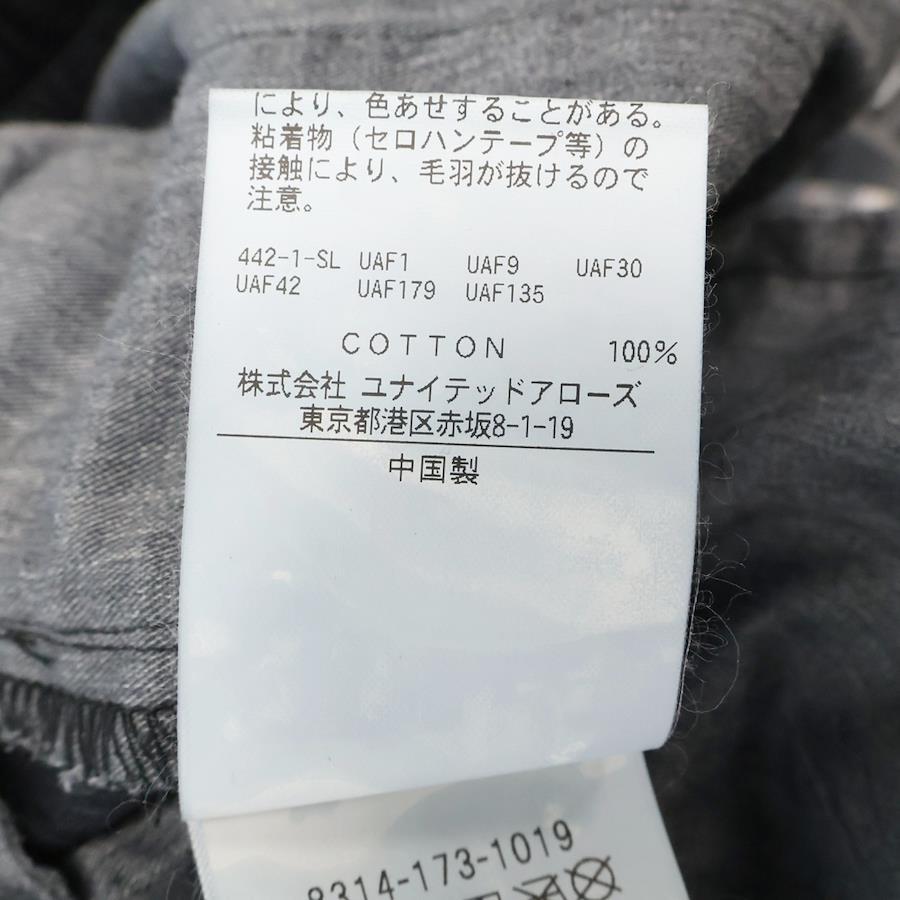 により、色あせすることがある。
粘着物（セロハンテープ等）の
接触により、毛羽が抜けるので
注意。
442-1-SL UAF1 UAF9 UAF30
UAF42 UAF179 UAF135
COTTON 100%
株式会社 ユナイテッドアローズ
東京都港区赤坂8-1-19
中国製
8314-173-1019